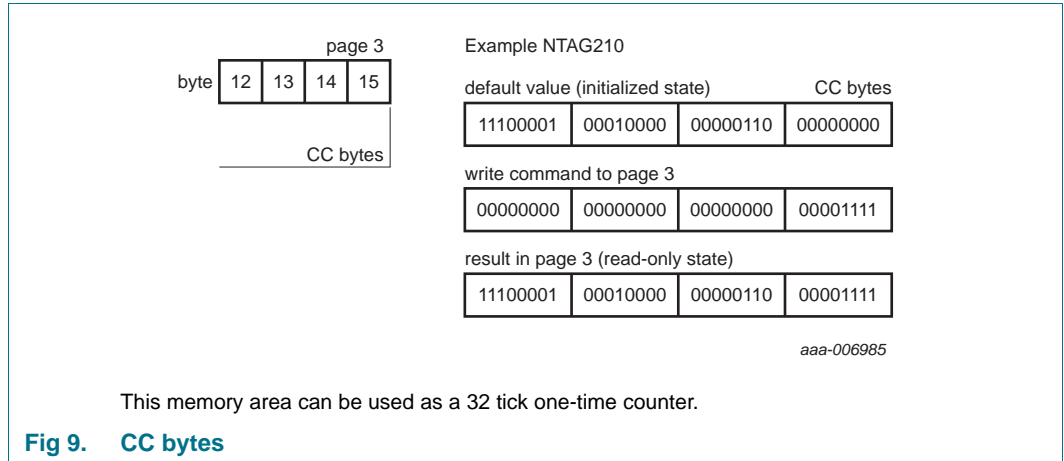 page 3
byte 12 13 14 15
CC bytes
Example NTAG210
default value (initialized state) CC bytes
11100001 00010000 00000110 00000000
write command to page 3
00000000 00000000 00000000 00001111
result in page 3 (read-only state)
11100001 00010000 00000110 00001111
aaa-006985
This memory area can be used as a 32 tick one-time counter.
Fig 9. CC bytes